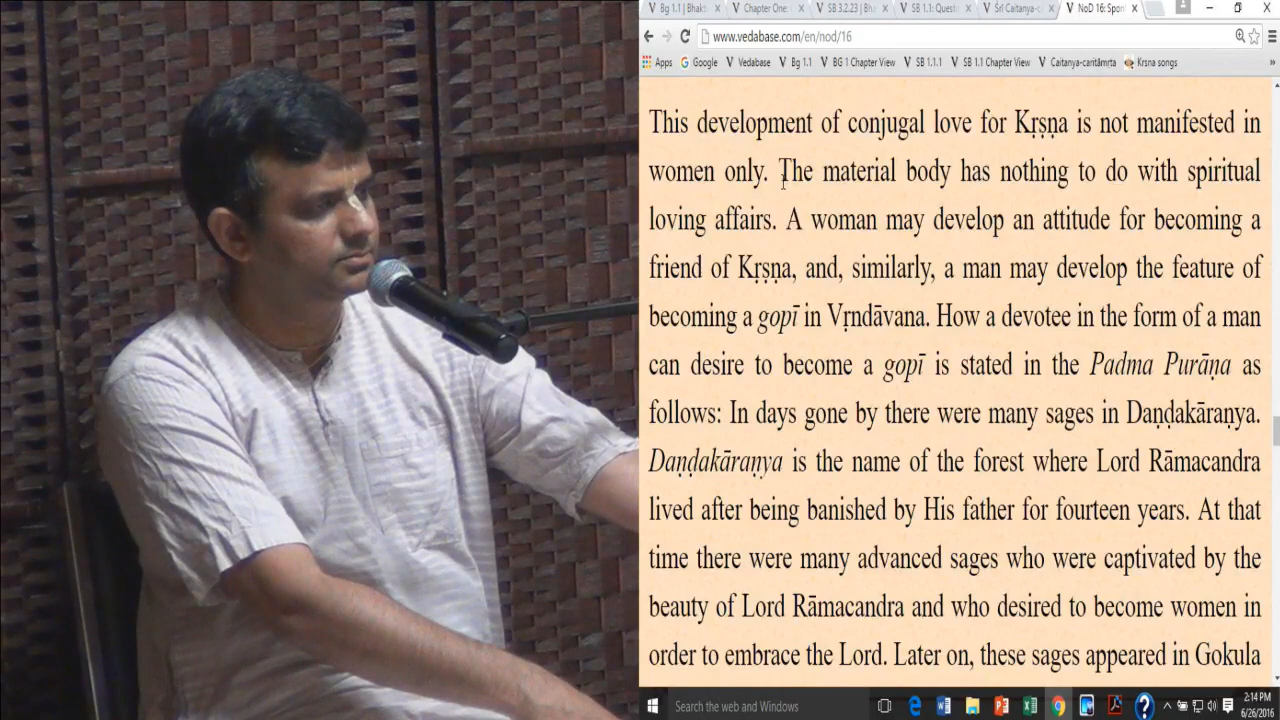 Bg 1.1 | Bhakt
Chapter One:
SB 3.2.23 | Bha
SB 1.1: Quest
Śrī Caitanya-c
NoD 16: Spon
www.vedabase.com/en/nod/16
Apps Google Vedabase Bg 1.1 BG 1 Chapter View SB 1.1.1 SB 1.1 Chapter View Caitanya-caritāmṛta Krsna songs »
This development of conjugal love for Kṛṣṇa is not manifested in
women only. The material body has nothing to do with spiritual
loving affairs. A woman may develop an attitude for becoming a
friend of Kṛṣṇa, and, similarly, a man may develop the feature of
becoming a gopī in Vṛndāvana. How a devotee in the form of a man
can desire to become a gopī is stated in the Padma Purāṇa as
follows: In days gone by there were many sages in Daṇḍakāraṇya.
Daṇḍakāraṇya is the name of the forest where Lord Rāmacandra
lived after being banished by His father for fourteen years. At that
time there were many advanced sages who were captivated by the
beauty of Lord Rāmacandra and who desired to become women in
order to embrace the Lord. Later on, these sages appeared in Gokula
Search the web and Windows
2:14 PM
6/26/2016